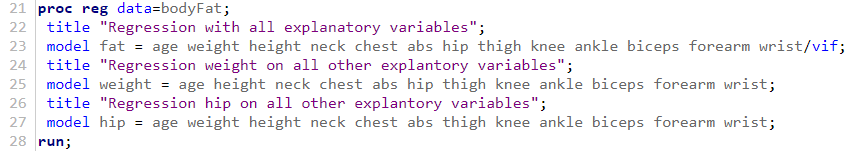 21 proc reg data=bodyFat;
22 title "Regression with all explanatory variables";
23 model fat = age weight height neck chest abs hip thigh knee ankle biceps forearm wrist/vif;
24 title "Regression weight on all other explantory variables";
25 model weight = age height neck chest abs hip thigh knee ankle biceps forearm wrist;
26 title "Regression hip on all other explantory variables";
27 model hip = age weight height neck chest abs thigh knee ankle biceps forearm wrist;
28 run;